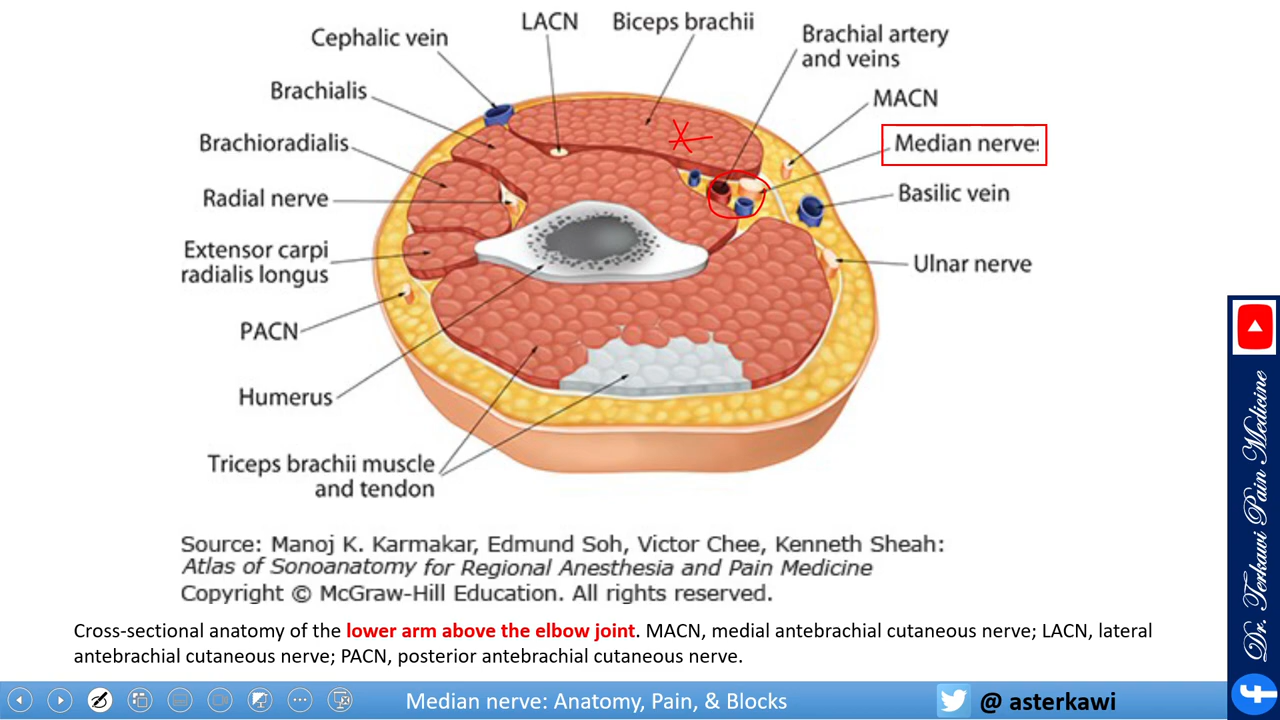 LACN
Biceps brachii
Cephalic vein
Brachial artery
and veins
Brachialis
MACN
Brachioradialis
Median nerve
Radial nerve
Basilic vein
Extensor carpi
radialis longus
Ulnar nerve
PACN
Humerus
Triceps brachii muscle
and tendon
Source: Manoj K. Karmakar, Edmund Soh, Victor Chee, Kenneth Sheah:
Atlas of Sonoanatomy for Regional Anesthesia and Pain Medicine
Copyright © McGraw-Hill Education. All rights reserved.
Cross-sectional anatomy of the lower arm above the elbow joint. MACN, medial antebrachial cutaneous nerve; LACN, lateral
antebrachial cutaneous nerve; PACN, posterior antebrachial cutaneous nerve.
Median nerve: Anatomy, Pain, & Blocks
@ asterkawi
Dr. Terkawi Pain Medicine